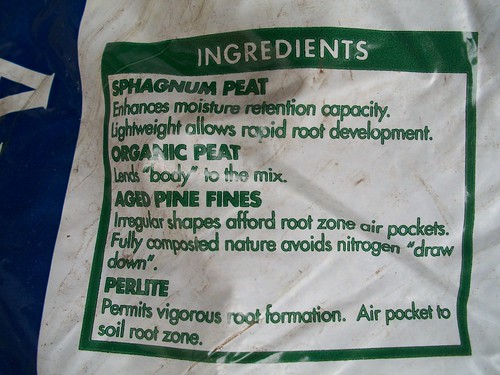 INGREDIENTS
SPHAGNUM PEAT
Enhances moisture retention capacity.
Lightweight allows rapid root development.
ORGANIC PEAT
Lends "body" to the mix.
AGED PINE FINES
Irregular shapes afford root zone air pockets.
Fully composted nature avoids nitrogen "draw
down".
PERLITE
Permits vigorous root formation. Air pocket to
soil root zone.